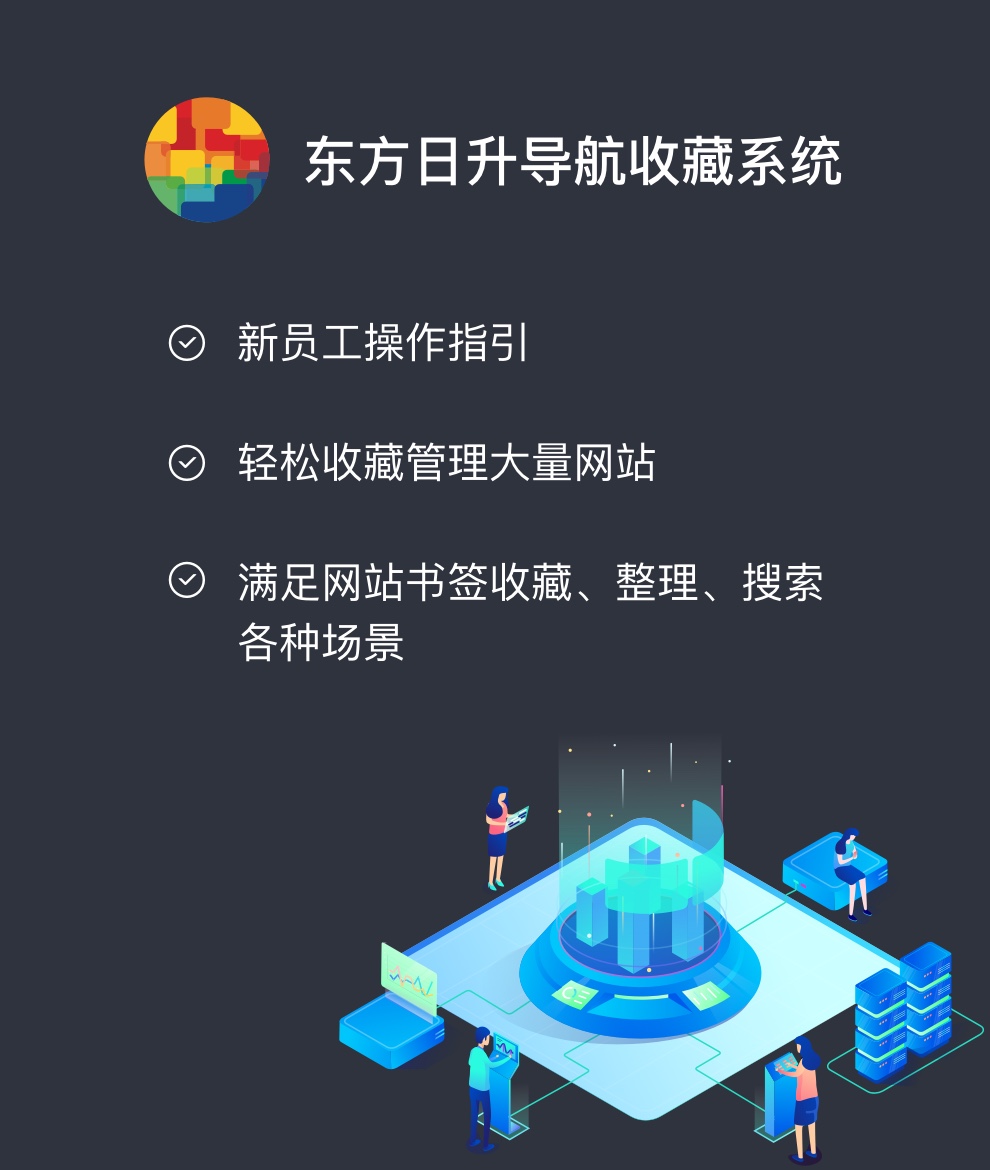 东方日升导航收藏系统
新员工操作指引
轻松收藏管理大量网站
满足网站书签收藏、整理、搜索
各种场景